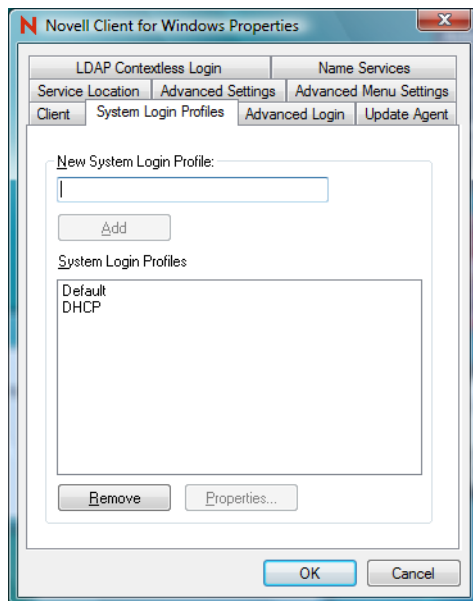 Novell Client for Windows Properties
LDAP Contextless Login Name Services
Service Location Advanced Settings Advanced Menu Settings
Client System Login Profiles Advanced Login Update Agent
New System Login Profile:
Add
System Login Profiles
Default
DHCP
Remove Properties...
OK Cancel